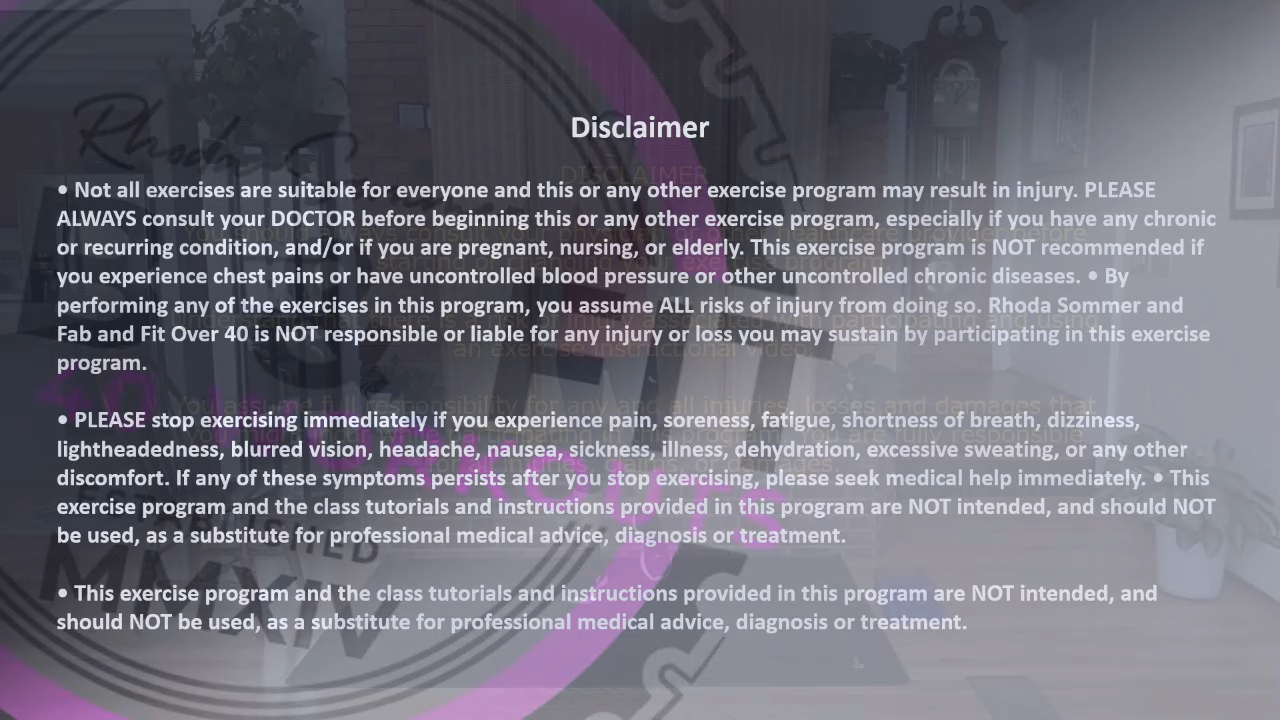 Disclaimer
• Not all exercises are suitable for everyone and this or any other exercise program may result in injury. PLEASE
ALWAYS consult your DOCTOR before beginning this or any other exercise program, especially if you have any chronic
or recurring condition, and/or if you are pregnant, nursing, or elderly. This exercise program is NOT recommended if
you experience chest pains or have uncontrolled blood pressure or other uncontrolled chronic diseases. • By
performing any of the exercises in this program, you assume ALL risks of injury from doing so. Rhoda Sommer and
Fab and Fit Over 40 is NOT responsible or liable for any injury or loss you may sustain by participating in this exercise
program.
• PLEASE stop exercising immediately if you experience pain, soreness, fatigue, shortness of breath, dizziness,
lightheadedness, blurred vision, headache, nausea, sickness, illness, dehydration, excessive sweating, or any other
discomfort. If any of these symptoms persists after you stop exercising, please seek medical help immediately. • This
exercise program and the class tutorials and instructions provided in this program are NOT intended, and should NOT
be used, as a substitute for professional medical advice, diagnosis or treatment.
• This exercise program and the class tutorials and instructions provided in this program are NOT intended, and
should NOT be used, as a substitute for professional medical advice, diagnosis or treatment.
DISCLAIMER
Rhoda
FIT
40 WORKOUTS
ESTABLISHED
MMXIV